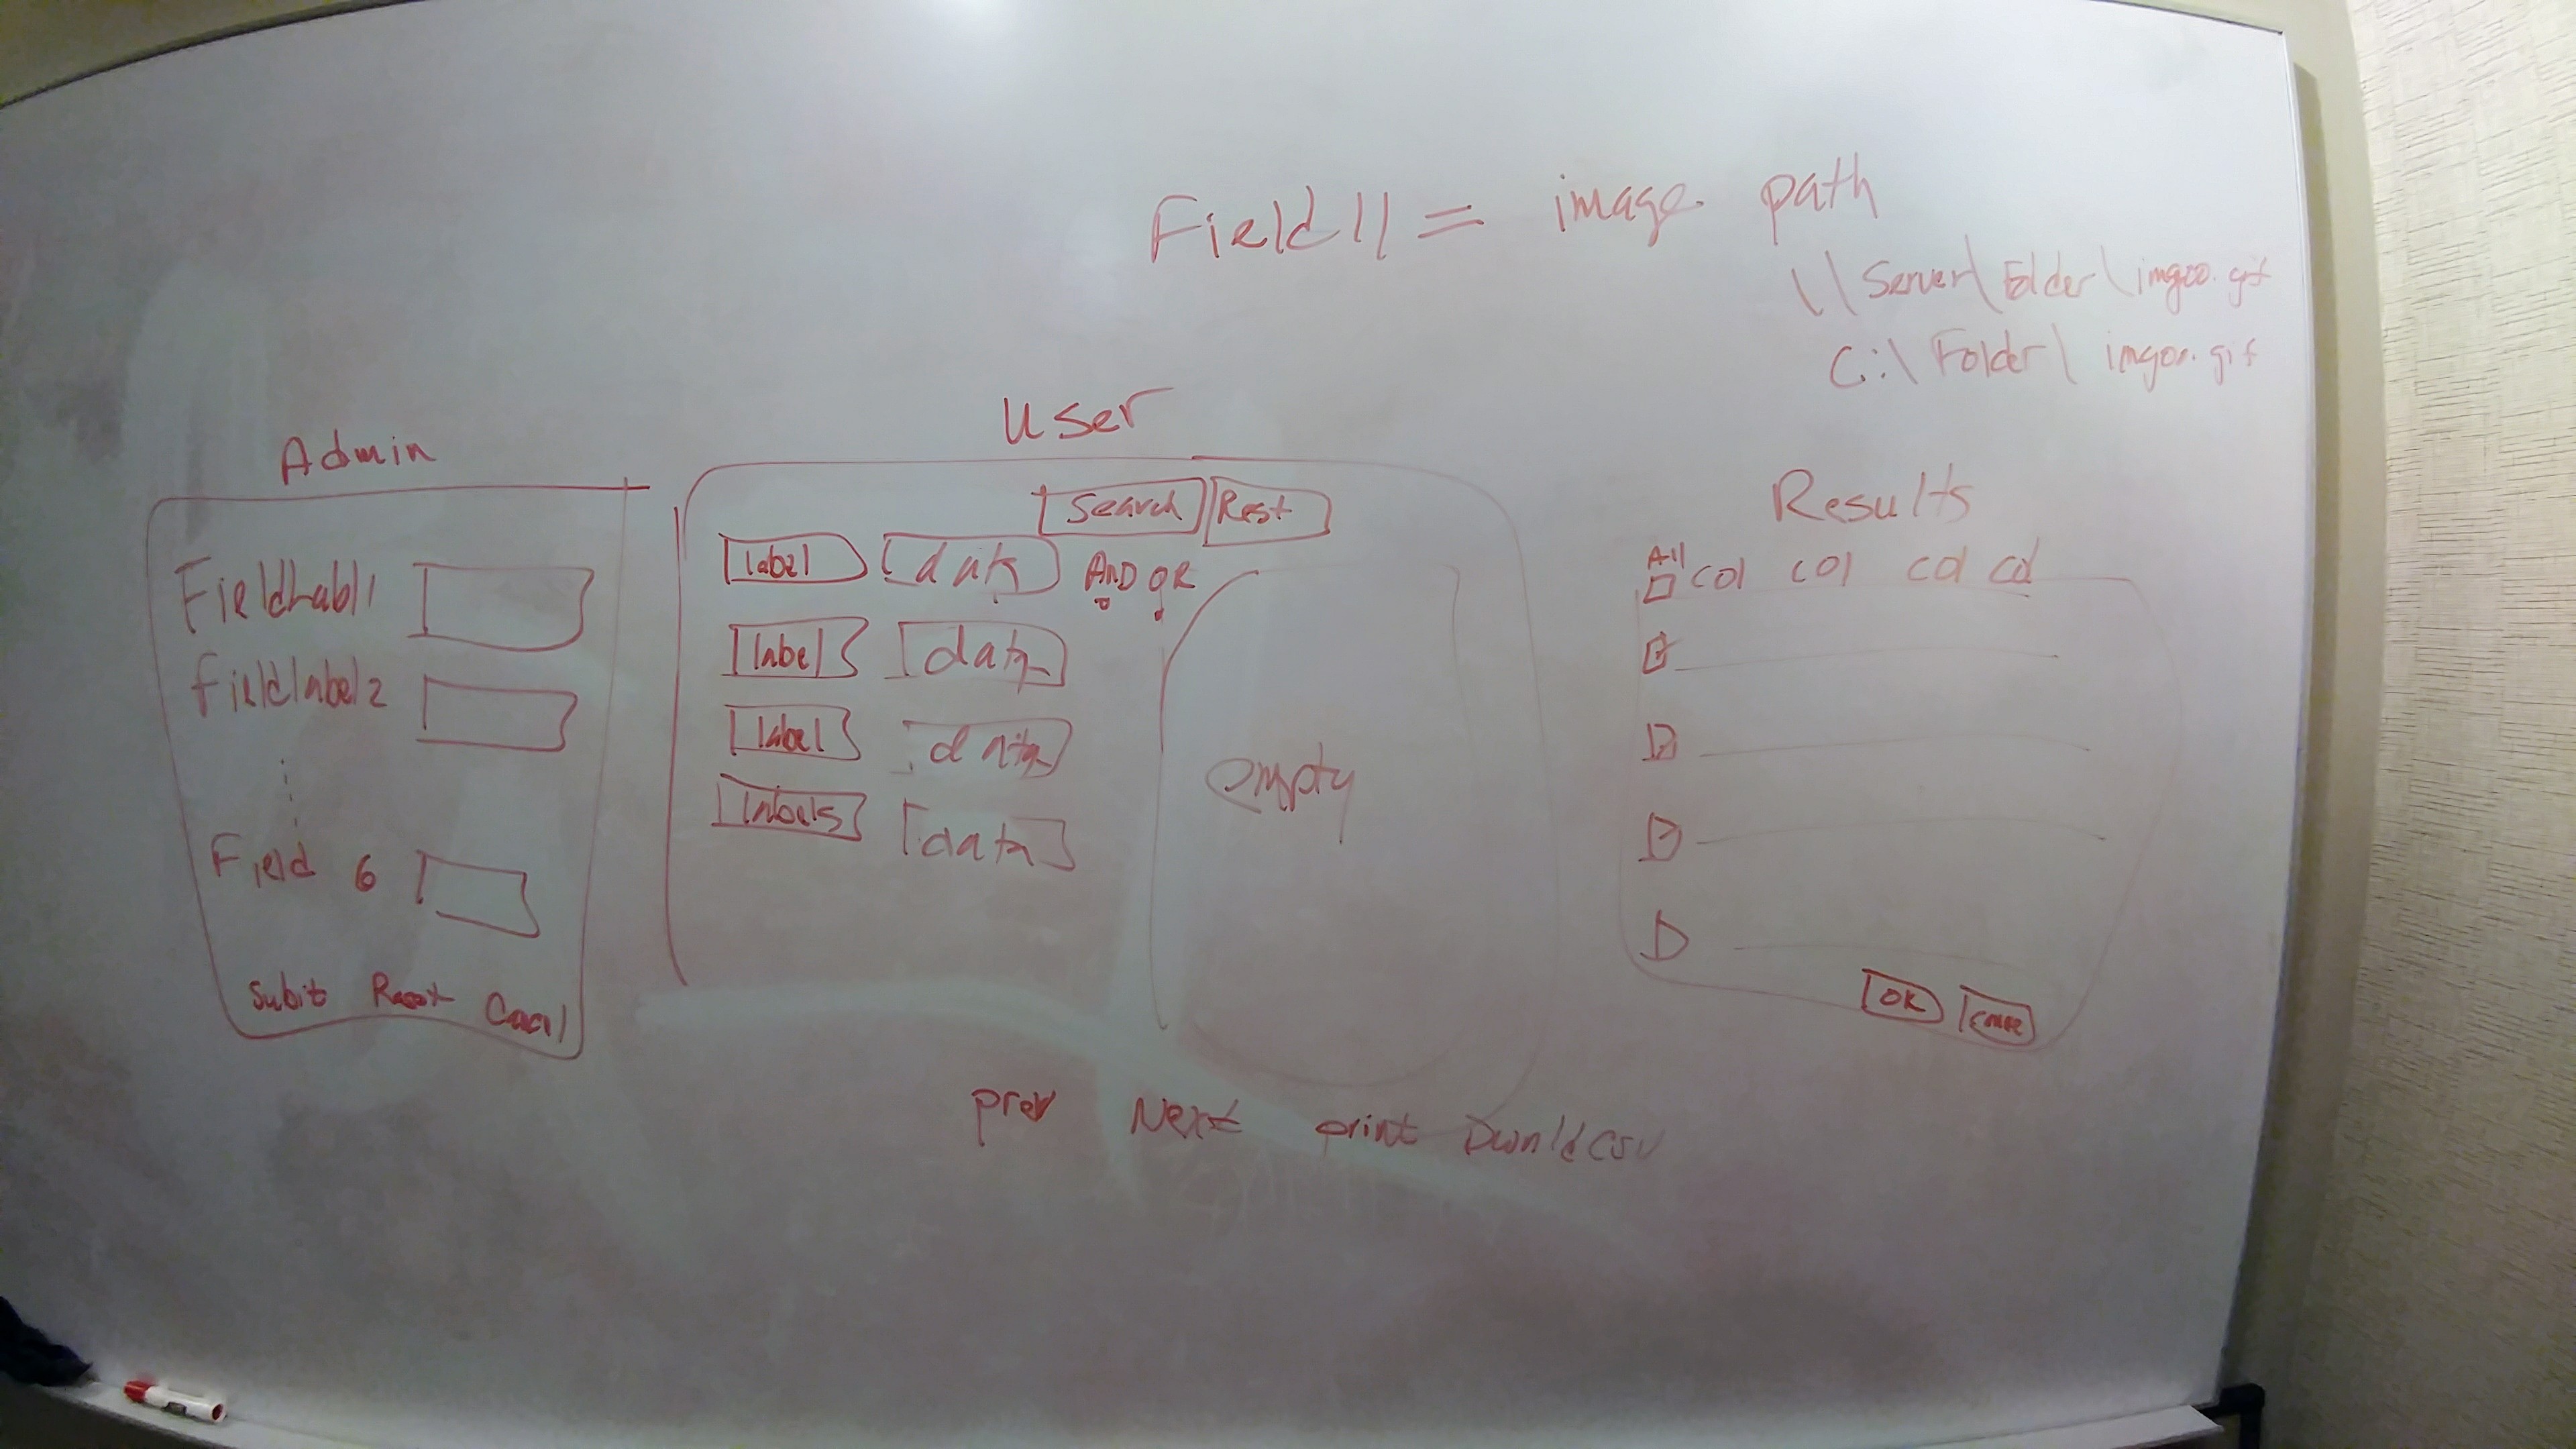 Field11 = image path
\\Server\Folder\img00.gif
C:\Folder\ img00.gif
Admin
FieldLabl1
fieldlabel2
Field 6
Subit Reset Cancl
User
Search Rest
label data AND OR
label data
label data
labels data
empty
prev Next print Dwnld CSV
Results
All
col col col col
OK